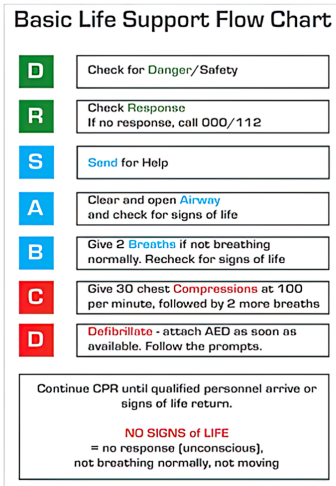 Basic Life Support Flow Chart
D
Check for Danger/Safety
R
Check Response
If no response, call 000/112
S
Send for Help
A
Clear and open Airway
and check for signs of life
B
Give 2 Breaths if not breathing
normally. Recheck for signs of life
C
Give 30 chest Compressions at 100
per minute, followed by 2 more breaths
D
Defibrillate - attach AED as soon as
available. Follow the prompts.
Continue CPR until qualified personnel arrive or
signs of life return.
NO SIGNS of LIFE
= no response (unconscious),
not breathing normally, not moving